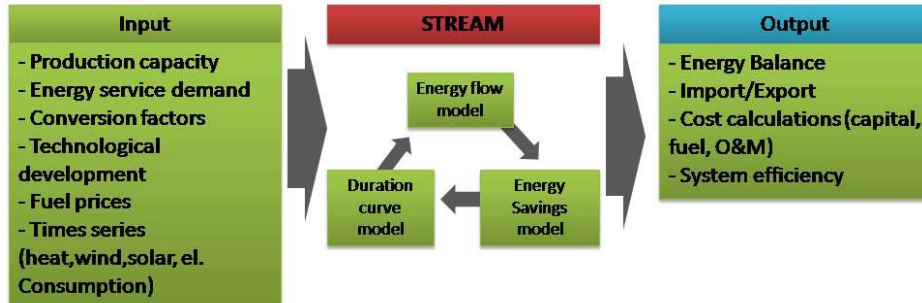 Input
- Production capacity
- Energy service demand
- Conversion factors
- Technological
development
- Fuel prices
- Times series
(heat,wind,solar, el.
Consumption)
STREAM
Energy flow
model
Duration
curve
model
Energy
Savings model
Output
- Energy Balance
- Import/Export
- Cost calculations (capital,
fuel, O&M)
- System efficiency